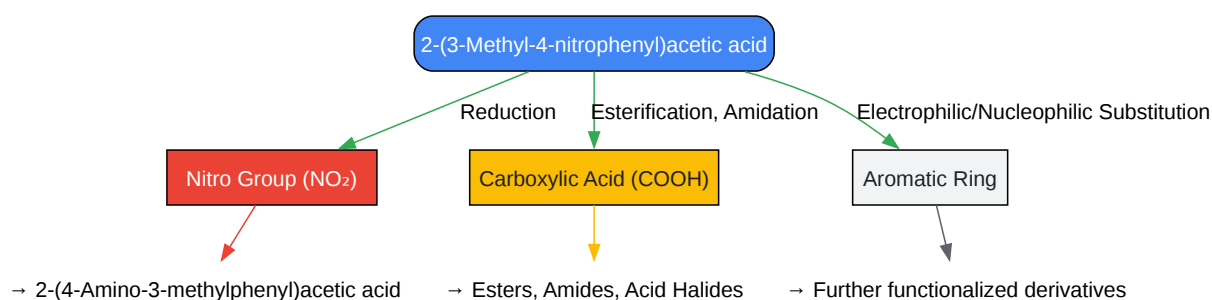 2-(3-Methyl-4-nitrophenyl)acetic acid
Reduction
Esterification, Amidation
Electrophilic/Nucleophilic Substitution
Nitro Group (NO₂)
Carboxylic Acid (COOH)
Aromatic Ring
→ 2-(4-Amino-3-methylphenyl)acetic acid
→ Esters, Amides, Acid Halides
→ Further functionalized derivatives